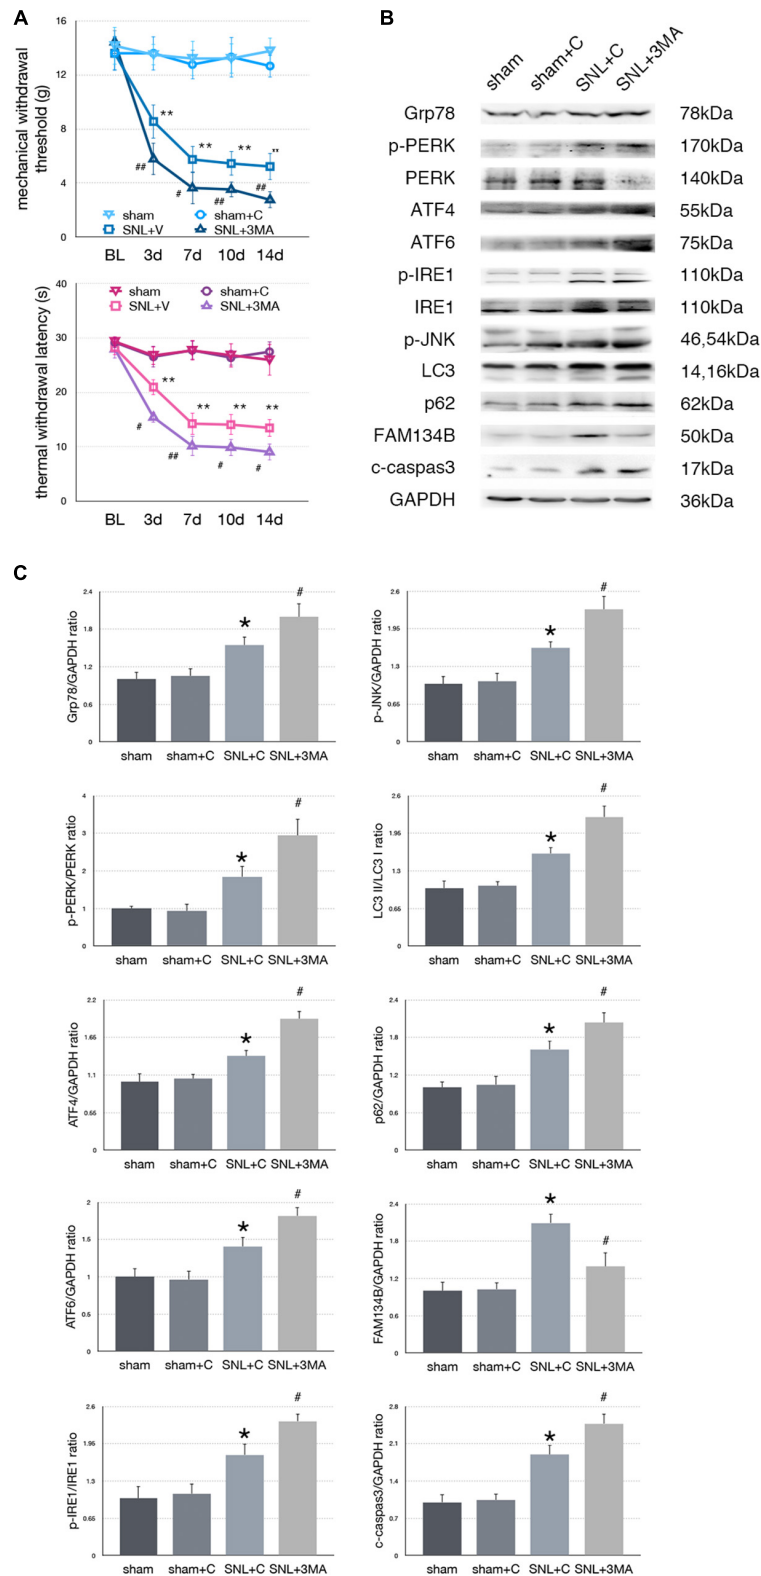 A
mechanical withdrawal
threshold (g)
16
12
8
4
0
** ** ** **
## # ## ##
sham sham+C
SNL+V SNL+3MA
BL 3d 7d 10d 14d
thermal withdrawal latency (s)
40
30
20
10
0
sham sham+C
SNL+V SNL+3MA
** ** ** **
# ## # #
BL 3d 7d 10d 14d
B
sham sham+C SNL+C SNL+3MA
Grp78 78kDa
p-PERK 170kDa
PERK 140kDa
ATF4 55kDa
ATF6 75kDa
p-IRE1 110kDa
IRE1 110kDa
p-JNK 46,54kDa
LC3 14,16kDa
p62 62kDa
FAM134B 50kDa
c-caspas3 17kDa
GAPDH 36kDa
C
Grp78/GAPDH ratio
2.4
1.8
1.2
0.6
0
* #
sham sham+C SNL+C SNL+3MA
p-JNK/GAPDH ratio
2.6
1.95
1.3
0.65
0
* #
sham sham+C SNL+C SNL+3MA
p-PERK/PERK ratio
4
3
2
1
0
* #
sham sham+C SNL+C SNL+3MA
LC3 II/LC3 I ratio
2.6
1.95
1.3
0.65
0
* #
sham sham+C SNL+C SNL+3MA
ATF4/GAPDH ratio
2.2
1.65
1.1
0.55
0
* #
sham sham+C SNL+C SNL+3MA
p62/GAPDH ratio
2.4
1.8
1.2
0.6
0
* #
sham sham+C SNL+C SNL+3MA
ATF6/GAPDH ratio
2
1.5
1
0.5
0
* #
sham sham+C SNL+C SNL+3MA
FAM134B/GAPDH ratio
2.4
1.8
1.2
0.6
0
* #
sham sham+C SNL+C SNL+3MA
p-IRE1/IRE1 ratio
2.6
1.95
1.3
0.65
0
* #
sham sham+C SNL+C SNL+3MA
c-caspas3/GAPDH ratio
2.8
2.1
1.4
0.7
0
* #
sham sham+C SNL+C SNL+3MA